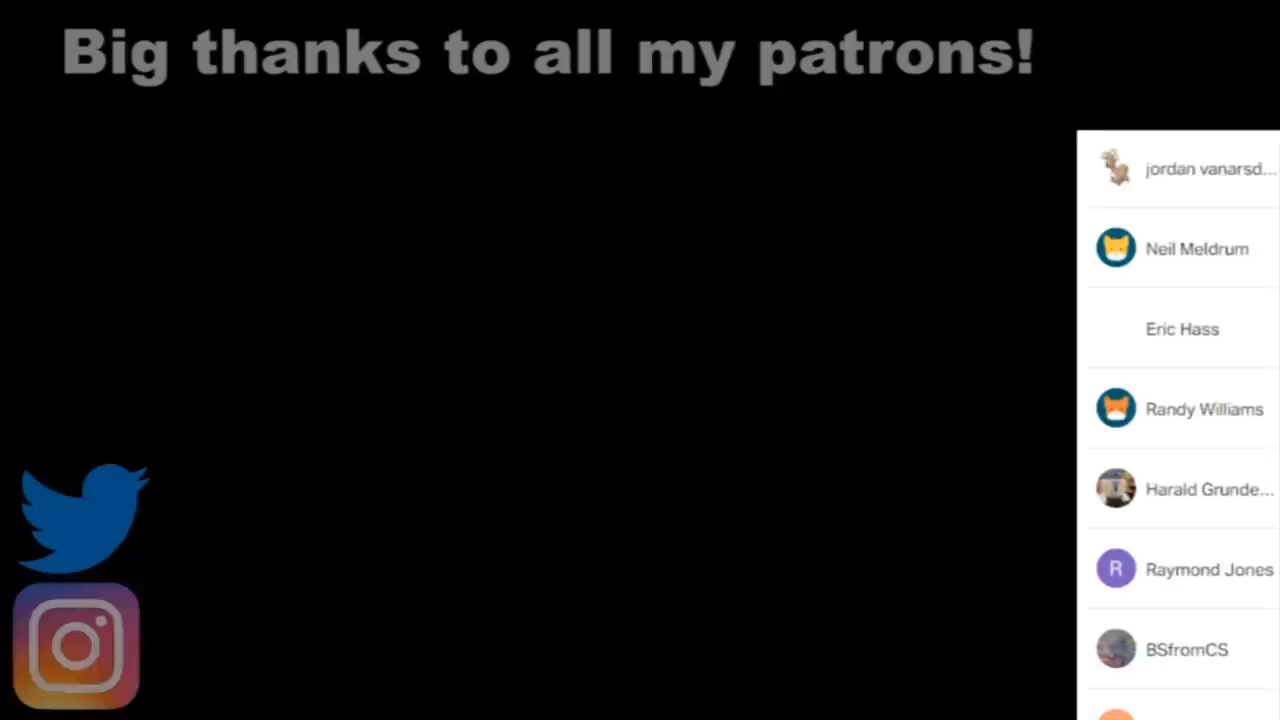 Big thanks to all my patrons!
jordan vanarsd...
Neil Meldrum
Eric Hass
Randy Williams
Harald Grunde...
R
Raymond Jones
BSfromCS